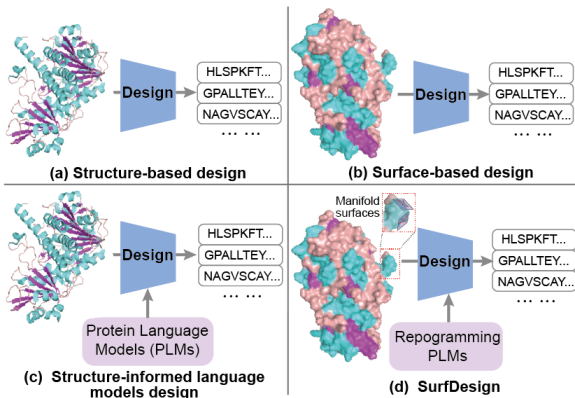 Design
HLSPKFT...
GPALLTEY...
NAGVSCAY...
... ...
(a) Structure-based design
Design
HLSPKFT...
GPALLTEY...
NAGVSCAY...
... ...
(b) Surface-based design
Design
HLSPKFT...
GPALLTEY...
NAGVSCAY...
... ...
Protein Language
Models (PLMs)
(c) Structure-informed language
models design
Manifold
surfaces
Design
HLSPKFT...
GPALLTEY...
NAGVSCAY...
... ...
Repogramming
PLMs
(d) SurfDesign